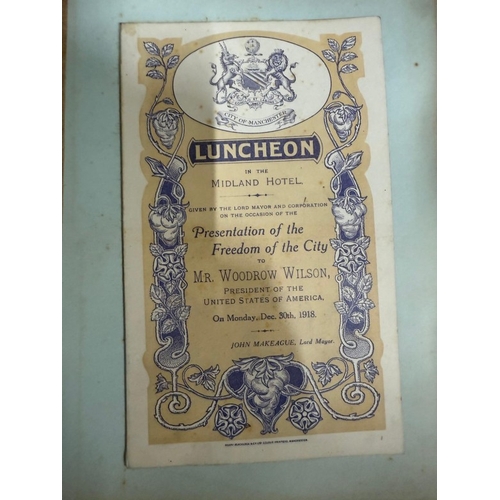 CITY OF MANCHESTER
LUNCHEON
IN THE
MIDLAND HOTEL
GIVEN BY THE LORD MAYOR AND CORPORATION
ON THE OCCASION OF THE
Presentation of the
Freedom of the City
TO
MR. WOODROW WILSON,
PRESIDENT OF THE
UNITED STATES OF AMERICA,
On Monday, Dec. 30th, 1918.
JOHN MAKEAGUE, Lord Mayor.